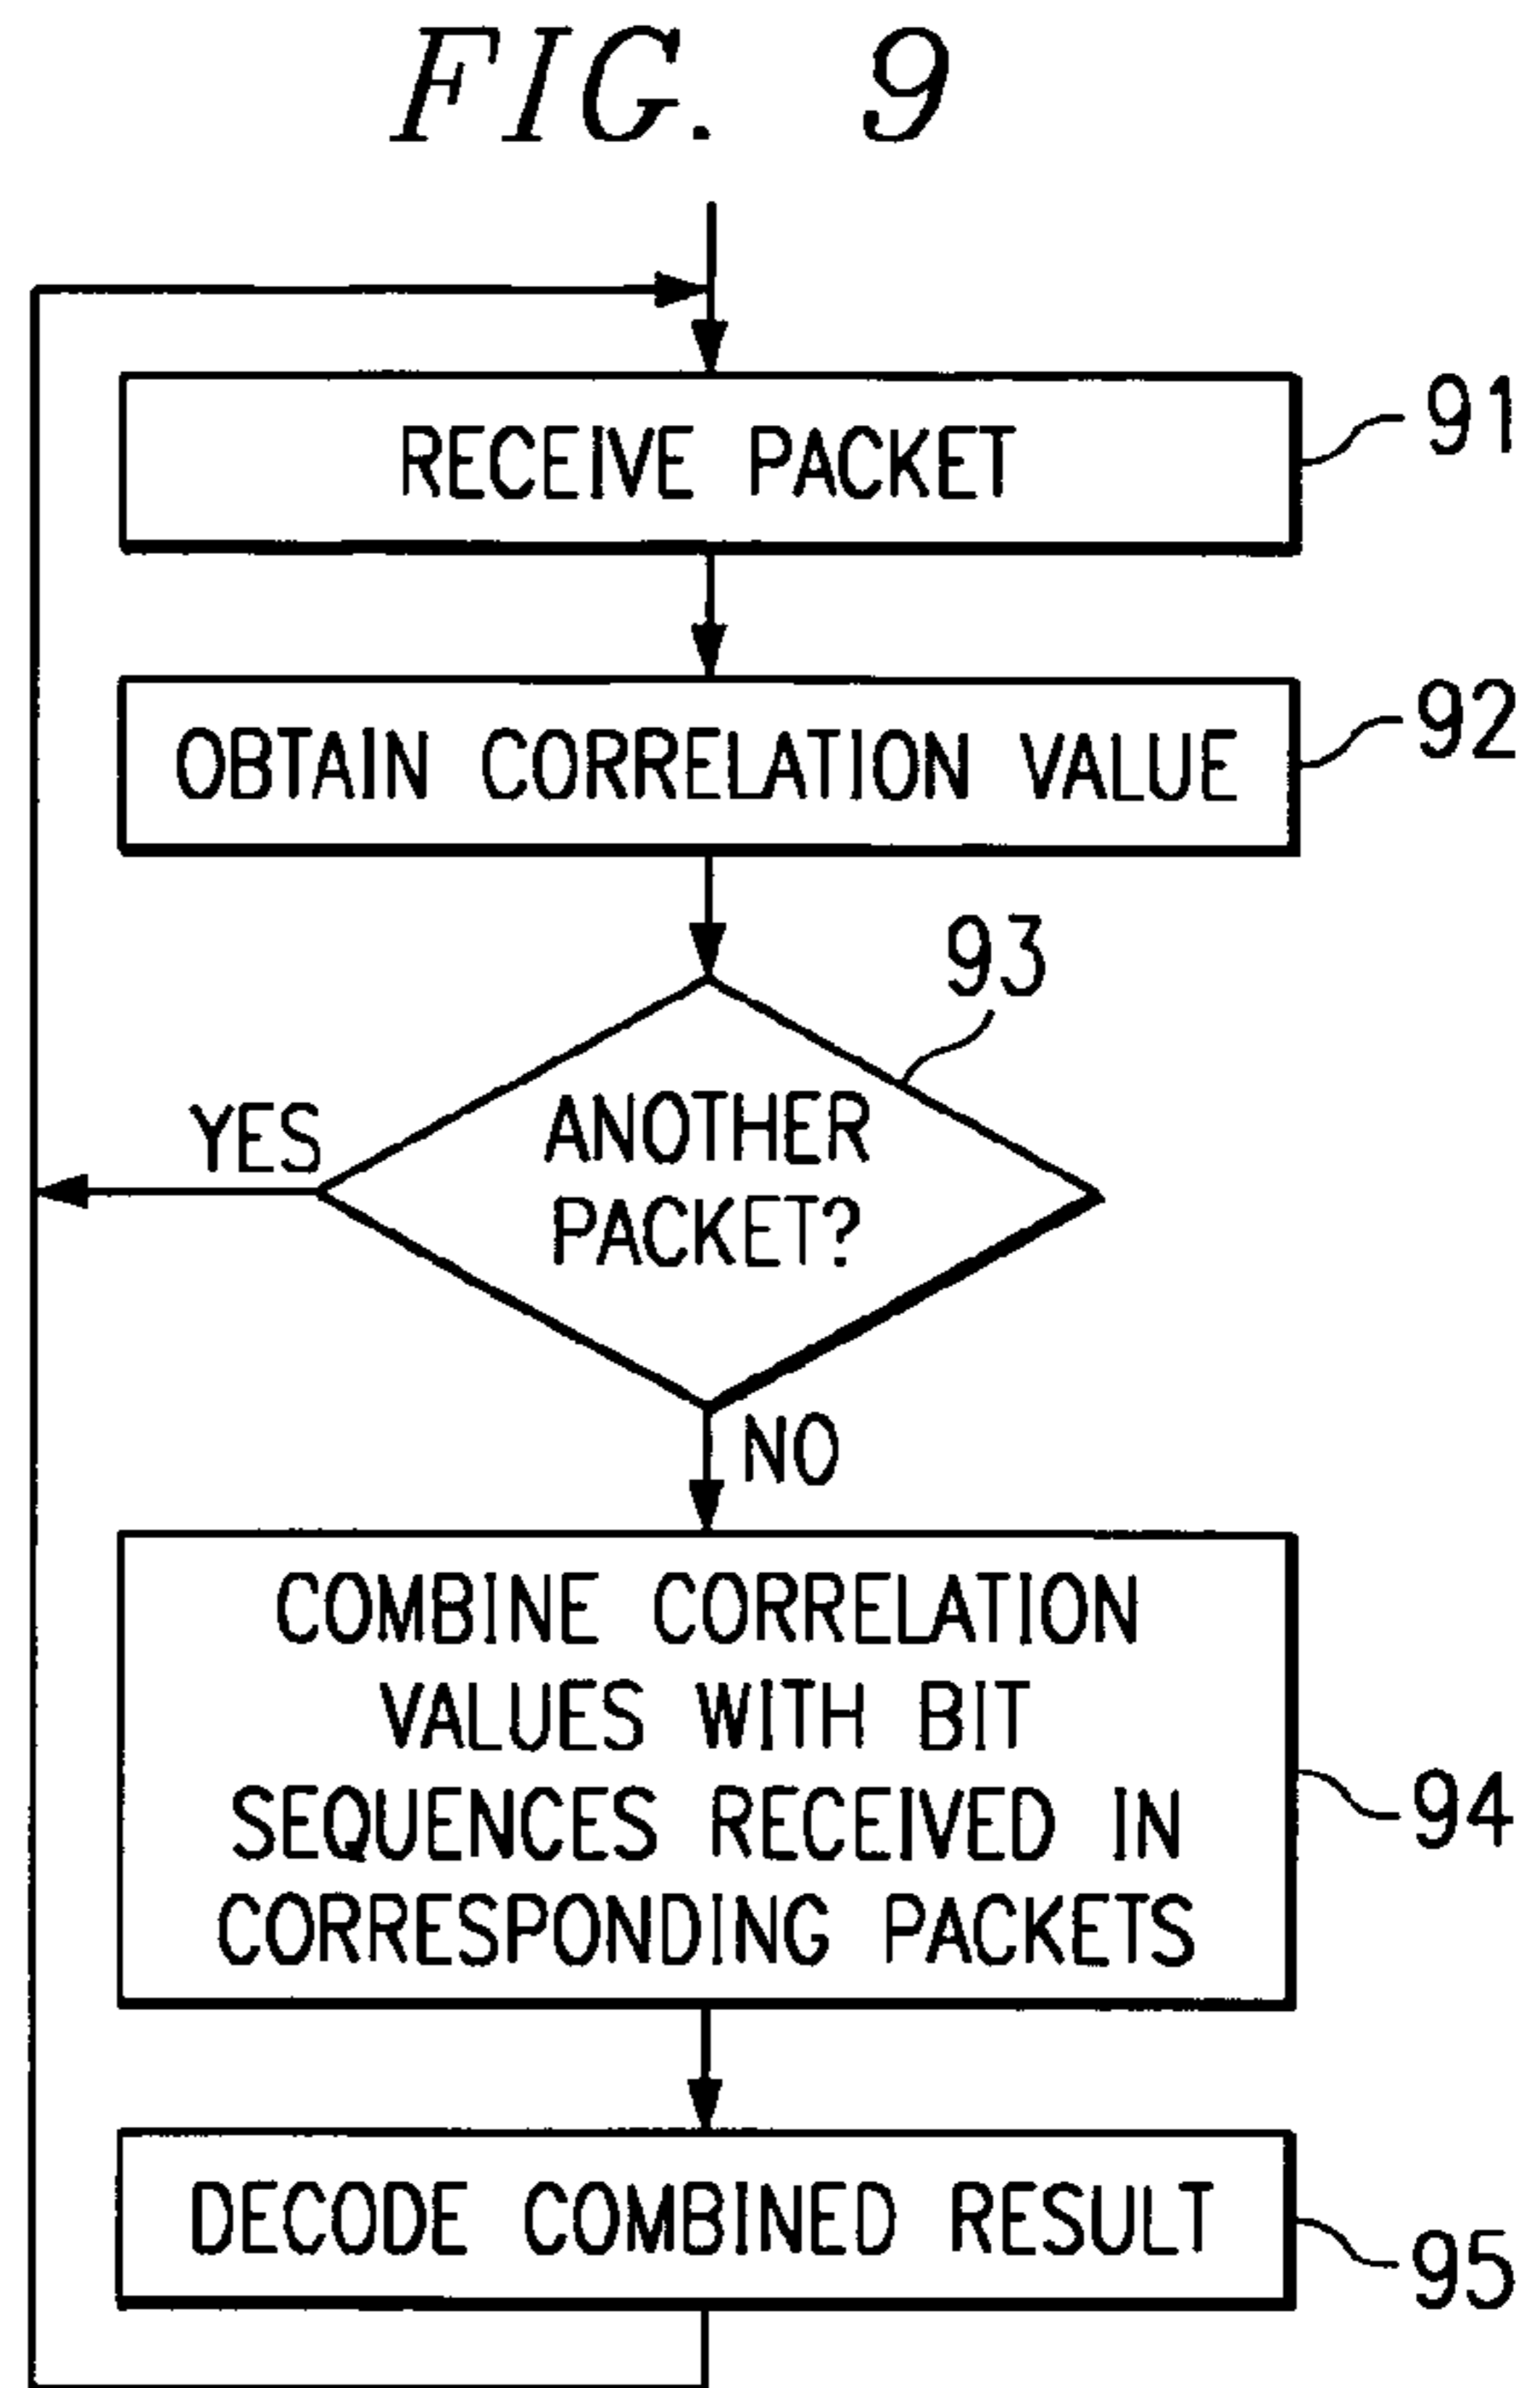 FIG. 9
RECEIVE PACKET
91
OBTAIN CORRELATION VALUE
92
93
ANOTHER
PACKET?
YES
NO
COMBINE CORRELATION
VALUES WITH BIT
SEQUENCES RECEIVED IN
CORRESPONDING PACKETS
94
DECODE COMBINED RESULT
95